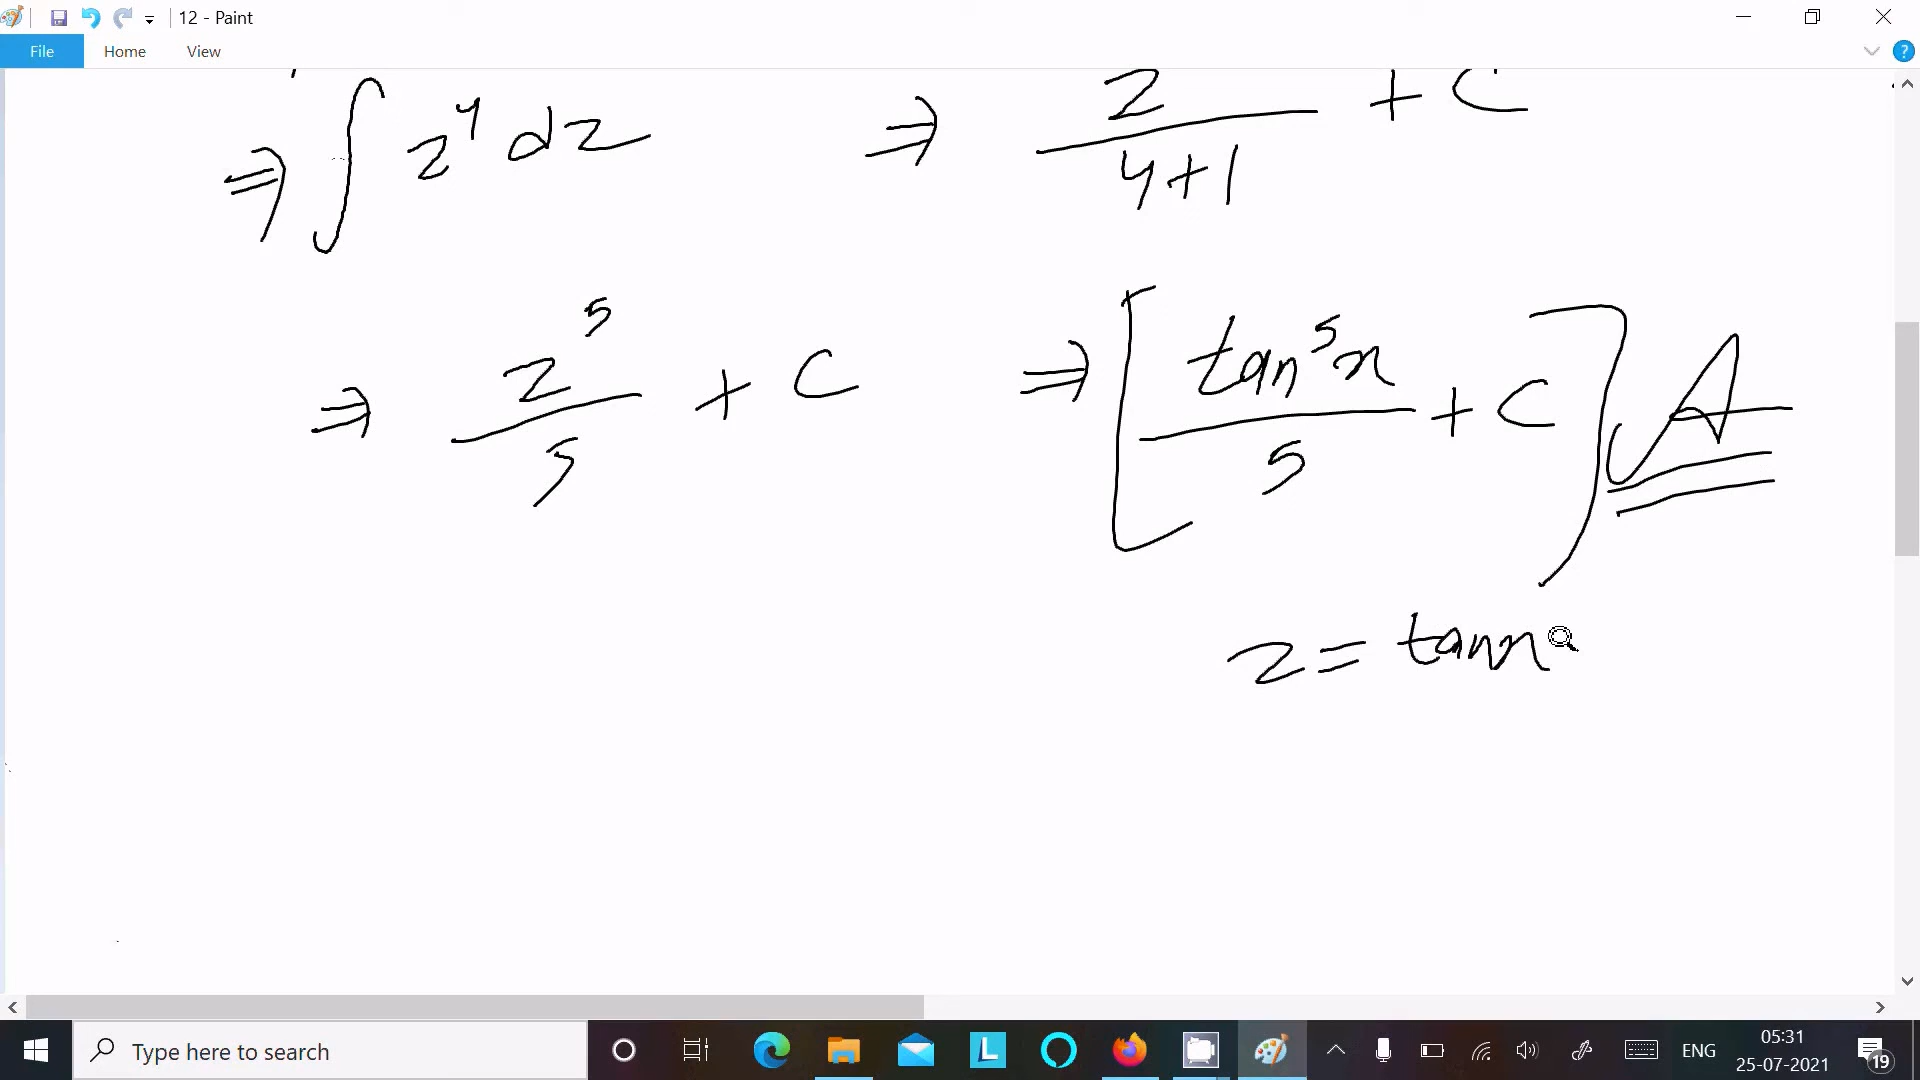 12 - Paint
File Home View
⇒ ∫ z⁴ dz ⇒ z / 4+1 + C
⇒ z⁵ / 5 + C ⇒ [ tan⁵x / 5 + C ] A
z = tanx
Type here to search
L
ENG
05:31
25-07-2021
19